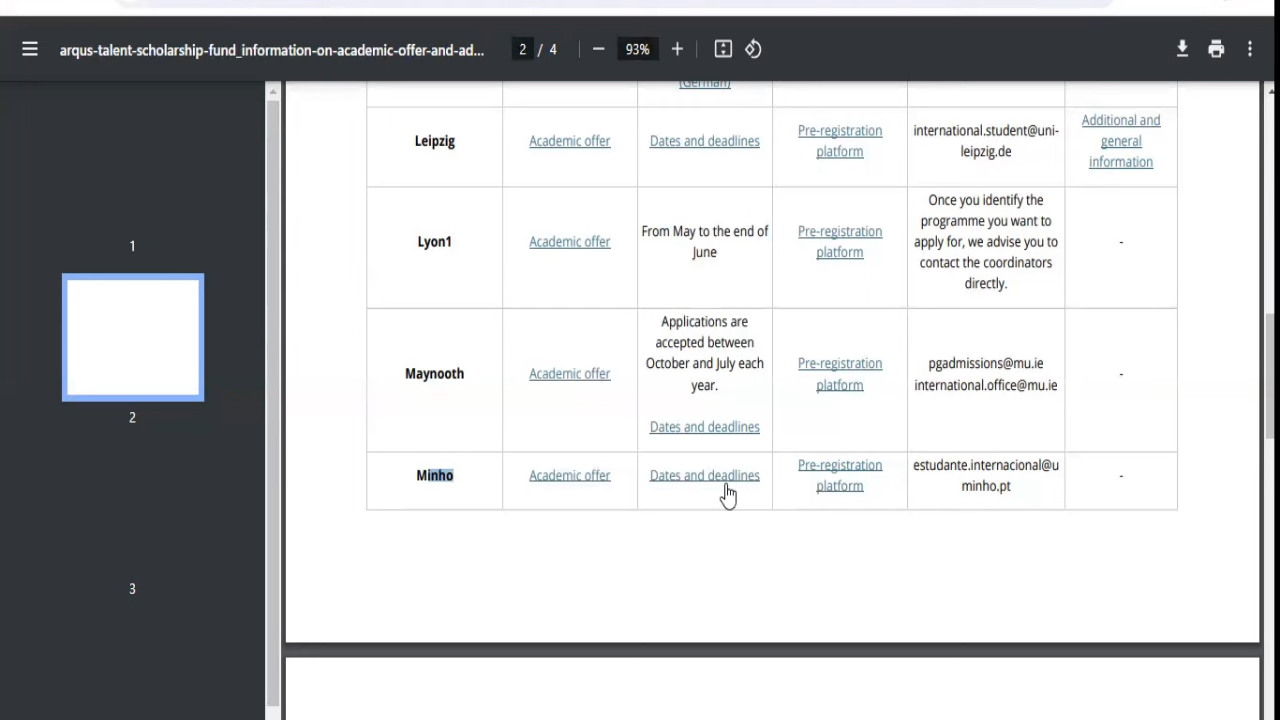 arqus-talent-scholarship-fund_information-on-academic-offer-and-ad...
2 / 4
93%
(German)
Leipzig
Academic offer
Dates and deadlines
Pre-registration
platform
international.student@uni-
leipzig.de
Additional and
general
information
Lyon1
Academic offer
From May to the end of
June
Pre-registration
platform
Once you identify the
programme you want to
apply for, we advise you to
contact the coordinators
directly.
-
Maynooth
Academic offer
Applications are
accepted between
October and July each
year.
Dates and deadlines
Pre-registration
platform
pgadmissions@mu.ie
international.office@mu.ie
-
Minho
Academic offer
Dates and deadlines
Pre-registration
platform
estudante.internacional@u
minho.pt
-
1
2
3